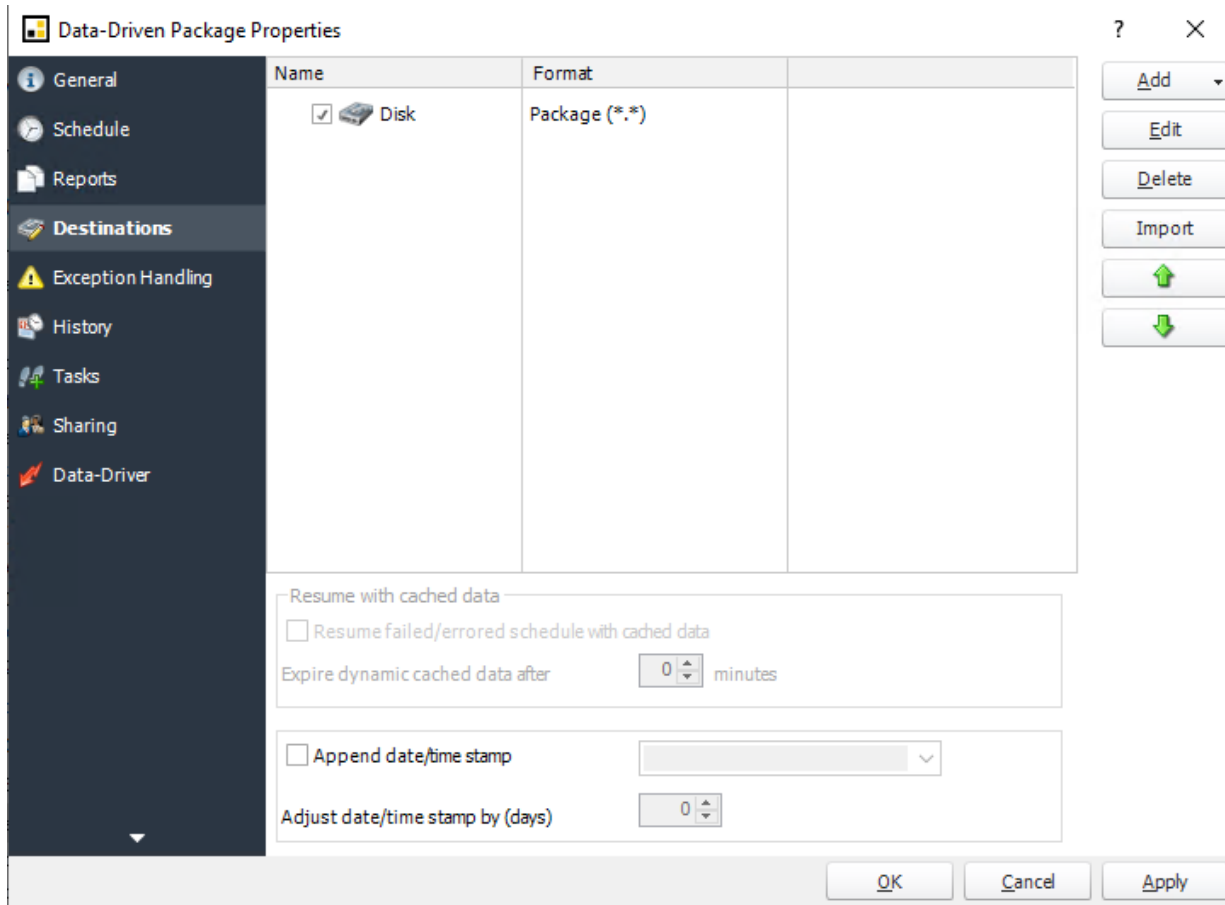 Data-Driven Package Properties ? ×
General
Schedule
Reports
Destinations
Exception Handling
History
Tasks
Sharing
Data-Driver
Name Format
Disk Package (*.*)
Add
Edit
Delete
Import
Resume with cached data
Resume failed/errored schedule with cached data
Expire dynamic cached data after 0 minutes
Append date/time stamp
Adjust date/time stamp by (days) 0
OK Cancel Apply